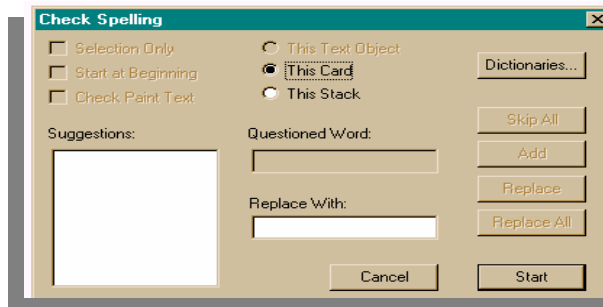 Check Spelling
Selection Only
Start at Beginning
Check Paint Text
This Text Object
This Card
This Stack
Dictionaries...
Suggestions:
Questioned Word:
Replace With:
Skip All
Add
Replace
Replace All
Cancel
Start